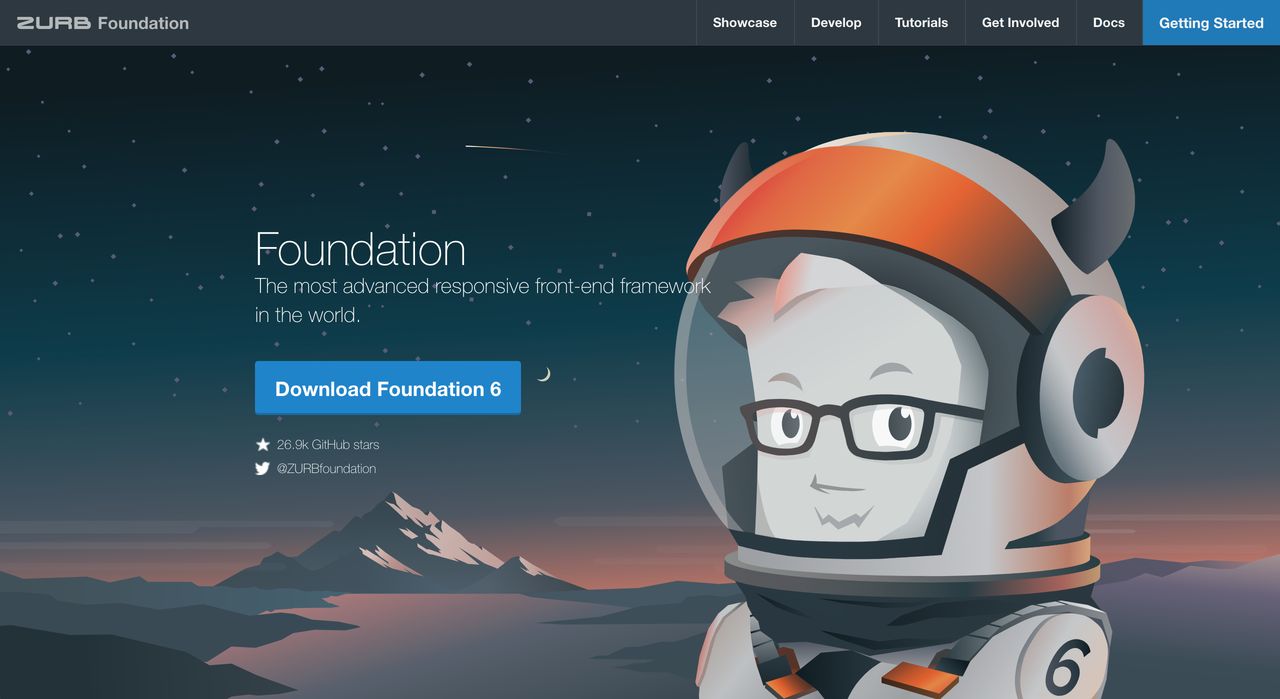 ZURB Foundation
Showcase
Develop
Tutorials
Get Involved
Docs
Getting Started
Foundation
The most advanced responsive front-end framework
in the world.
Download Foundation 6
26.9k GitHub stars
@ZURBfoundation
6